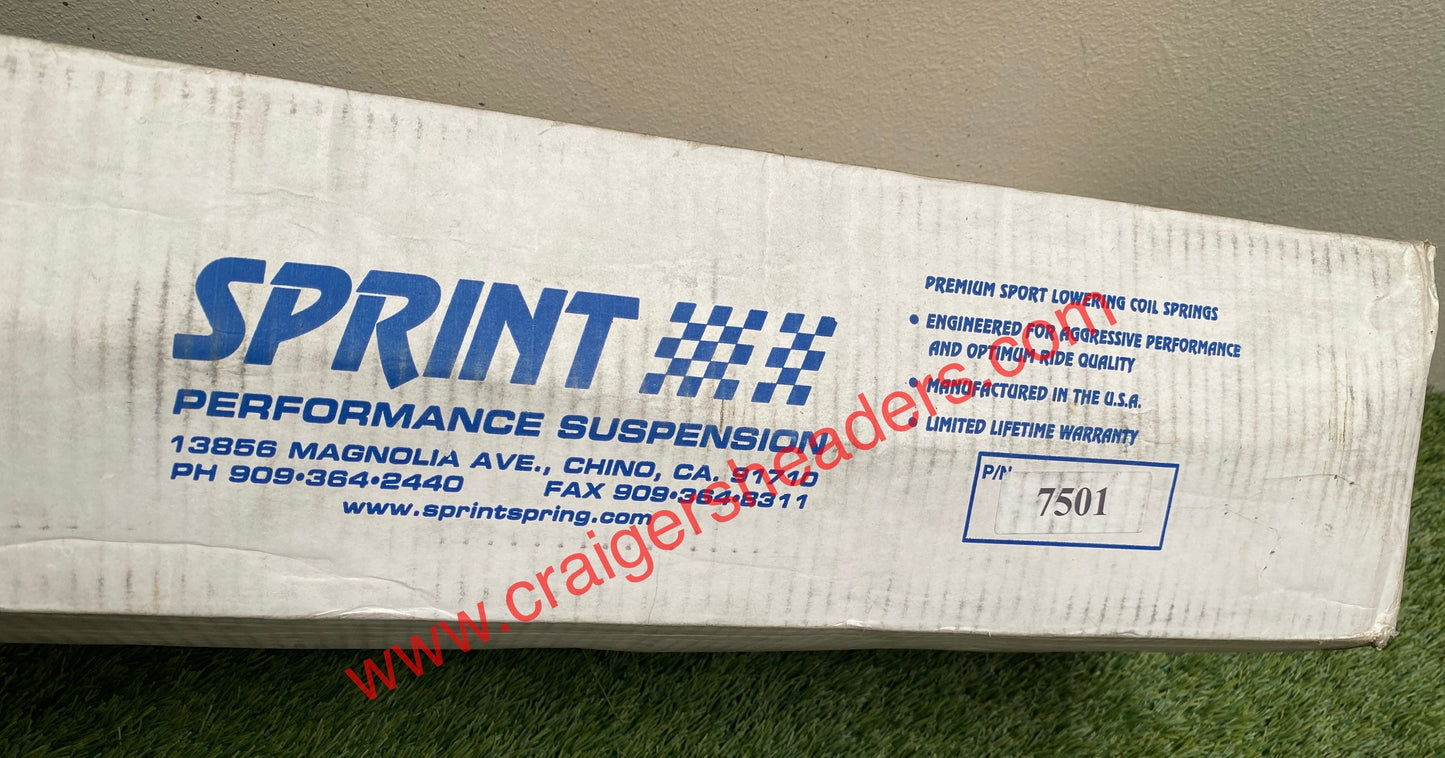 SPRINT
PERFORMANCE SUSPENSION
13856 MAGNOLIA AVE., CHINO, CA. 91710
PH 909•364•2440 FAX 909•364•8311
www.sprintspring.com
PREMIUM SPORT LOWERING COIL SPRINGS
• ENGINEERED FOR AGGRESSIVE PERFORMANCE
AND OPTIMUM RIDE QUALITY
• MANUFACTURED IN THE U.S.A.
• LIMITED LIFETIME WARRANTY
P/N
7501
www.craigersheaders.com